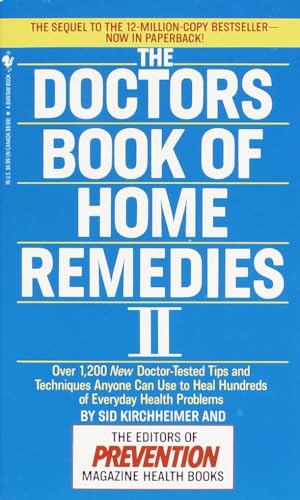 THE SEQUEL TO THE 12-MILLION-COPY BESTSELLER—
NOW IN PAPERBACK!
THE
DOCTORS
BOOK OF
HOME
REMEDIES
II
Over 1,200 New Doctor-Tested Tips and
Techniques Anyone Can Use to Heal Hundreds
of Everyday Health Problems
BY SID KIRCHHEIMER AND
THE EDITORS OF
PREVENTION
MAGAZINE HEALTH BOOKS
A BANTAM BOOK